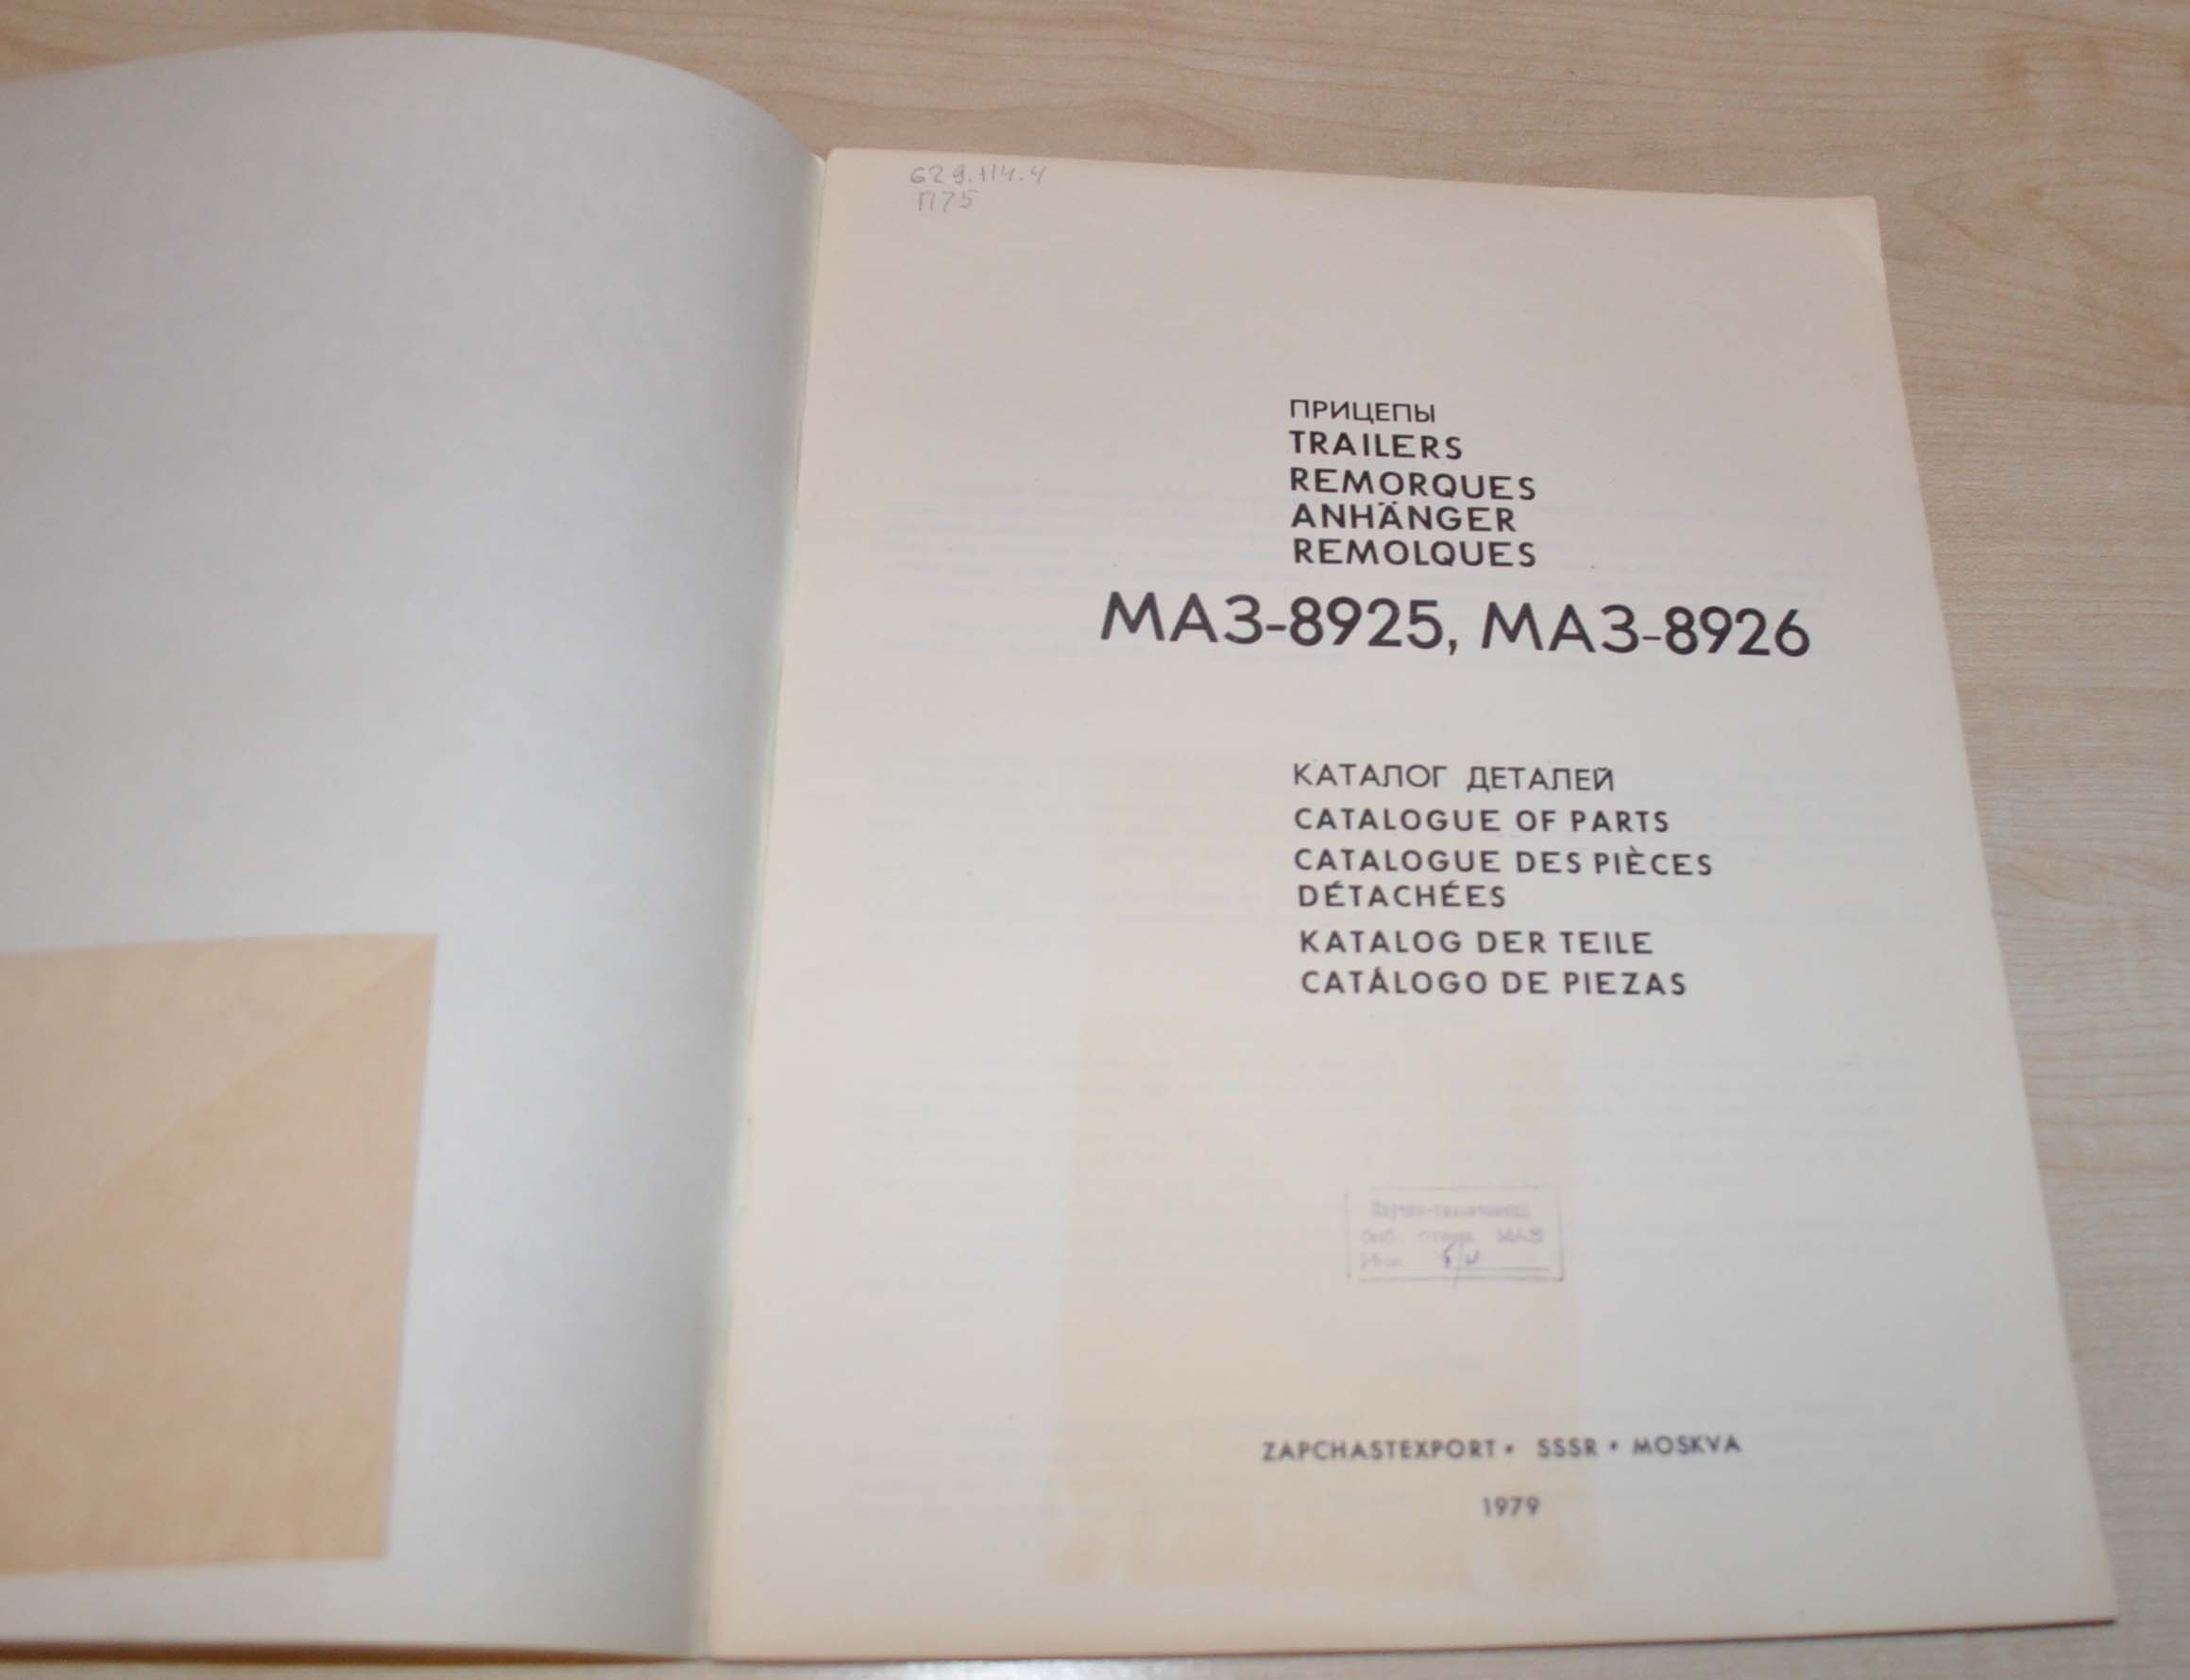 629.114.4
П75
ПРИЦЕПЫ
TRAILERS
REMORQUES
ANHÄNGER
REMOLQUES
МАЗ-8925, МАЗ-8926
КАТАЛОГ ДЕТАЛЕЙ
CATALOGUE OF PARTS
CATALOGUE DES PIÈCES
DÉTACHÉES
KATALOG DER TEILE
CATÁLOGO DE PIEZAS
МАЗ
ZAPCHASTEXPORT • SSSR • MOSKVA
1979